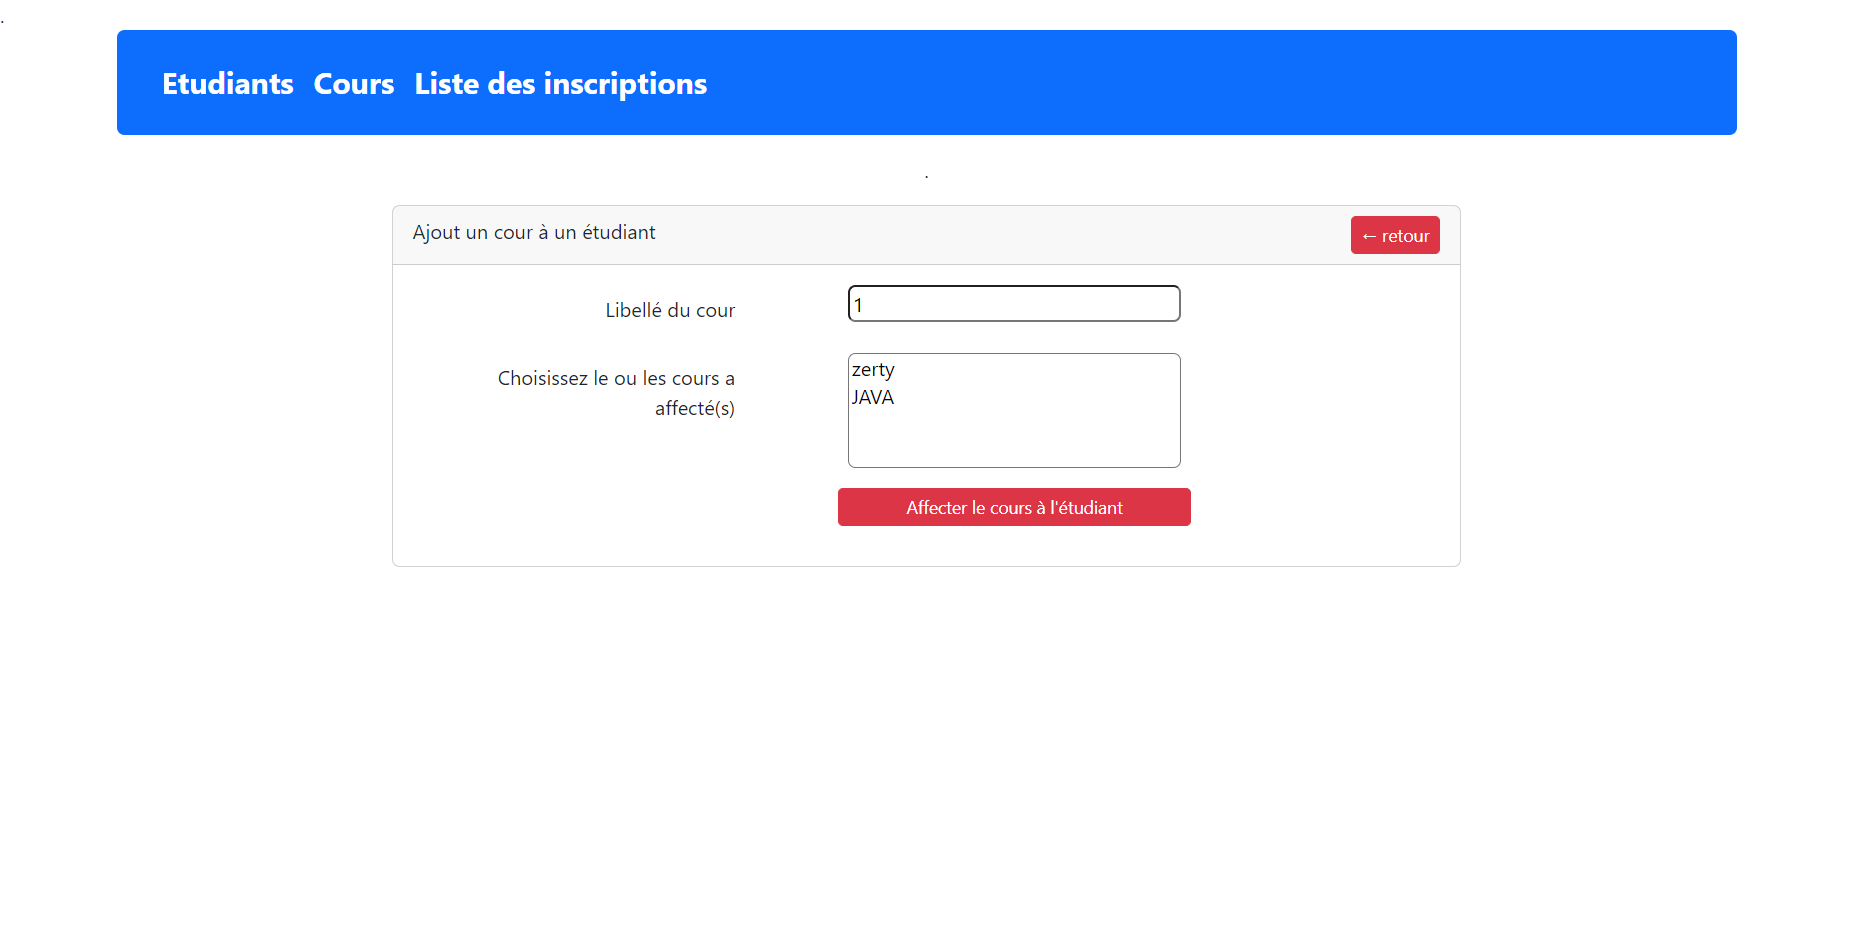 .
Etudiants Cours Liste des inscriptions
.
Ajout un cour à un étudiant
← retour
Libellé du cour
1
Choisissez le ou les cours a
affecté(s)
zerty
JAVA
Affecter le cours à l'étudiant